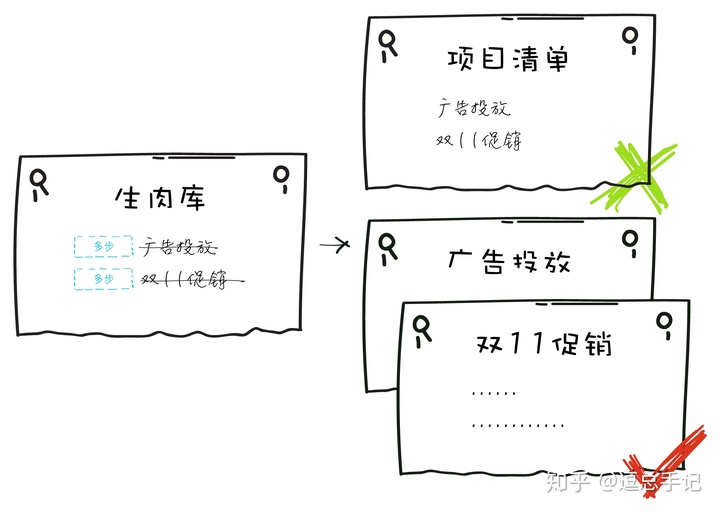 生肉库
多步 广告投放
多步 双11促销
项目清单
广告投放
双11促销
广告投放
双11促销
......
............
知乎 @逗总手记